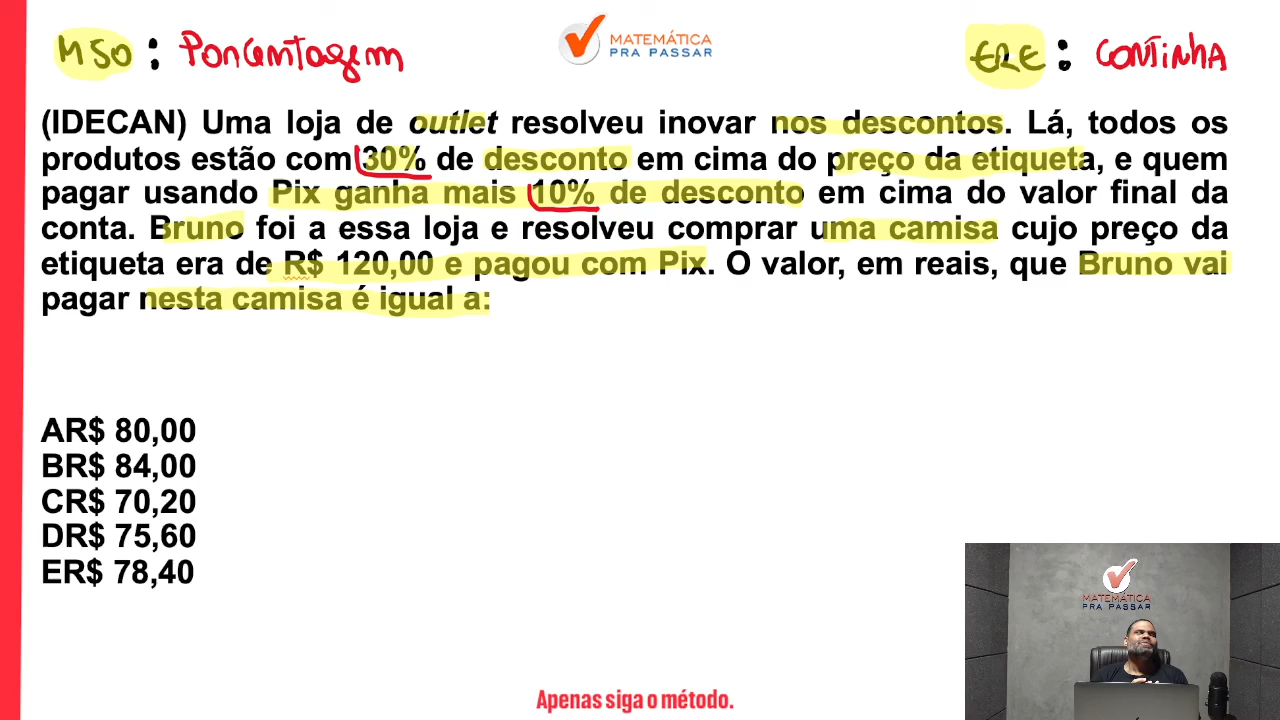 MSO : PORCENTAGEM
MATEMÁTICA
PRA PASSAR
ERE : CONTINHA
(IDECAN) Uma loja de outlet resolveu inovar nos descontos. Lá, todos os
produtos estão com 30% de desconto em cima do preço da etiqueta, e quem
pagar usando Pix ganha mais 10% de desconto em cima do valor final da
conta. Bruno foi a essa loja e resolveu comprar uma camisa cujo preço da
etiqueta era de R$ 120,00 e pagou com Pix. O valor, em reais, que Bruno vai
pagar nesta camisa é igual a:
AR$ 80,00
BR$ 84,00
CR$ 70,20
DR$ 75,60
ER$ 78,40
MATEMÁTICA
PRA PASSAR
Apenas siga o método.